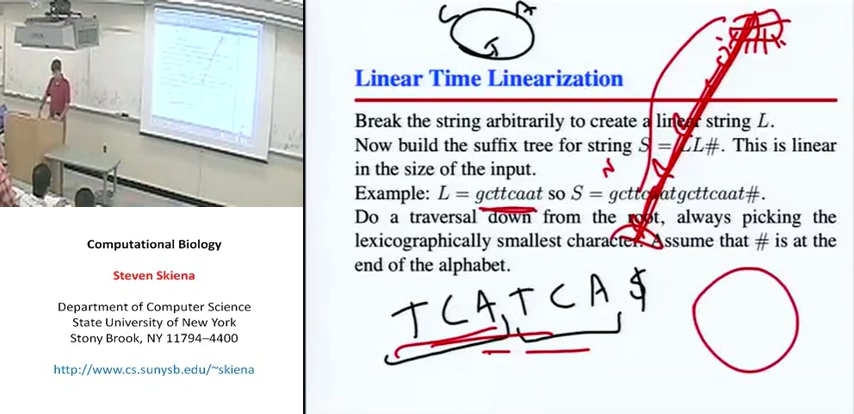 Linear Time Linearization
Break the string arbitrarily to create a linear string L.
Now build the suffix tree for string S = LL#. This is linear
in the size of the input.
Example: L = gcttcaat so S = gcttcaatgcttcaat#.
Do a traversal down from the root, always picking the
lexicographically smallest character. Assume that # is at the
end of the alphabet.
TCATCA$
Computational Biology
Steven Skiena
Department of Computer Science
State University of New York
Stony Brook, NY 11794–4400
http://www.cs.sunysb.edu/~skiena